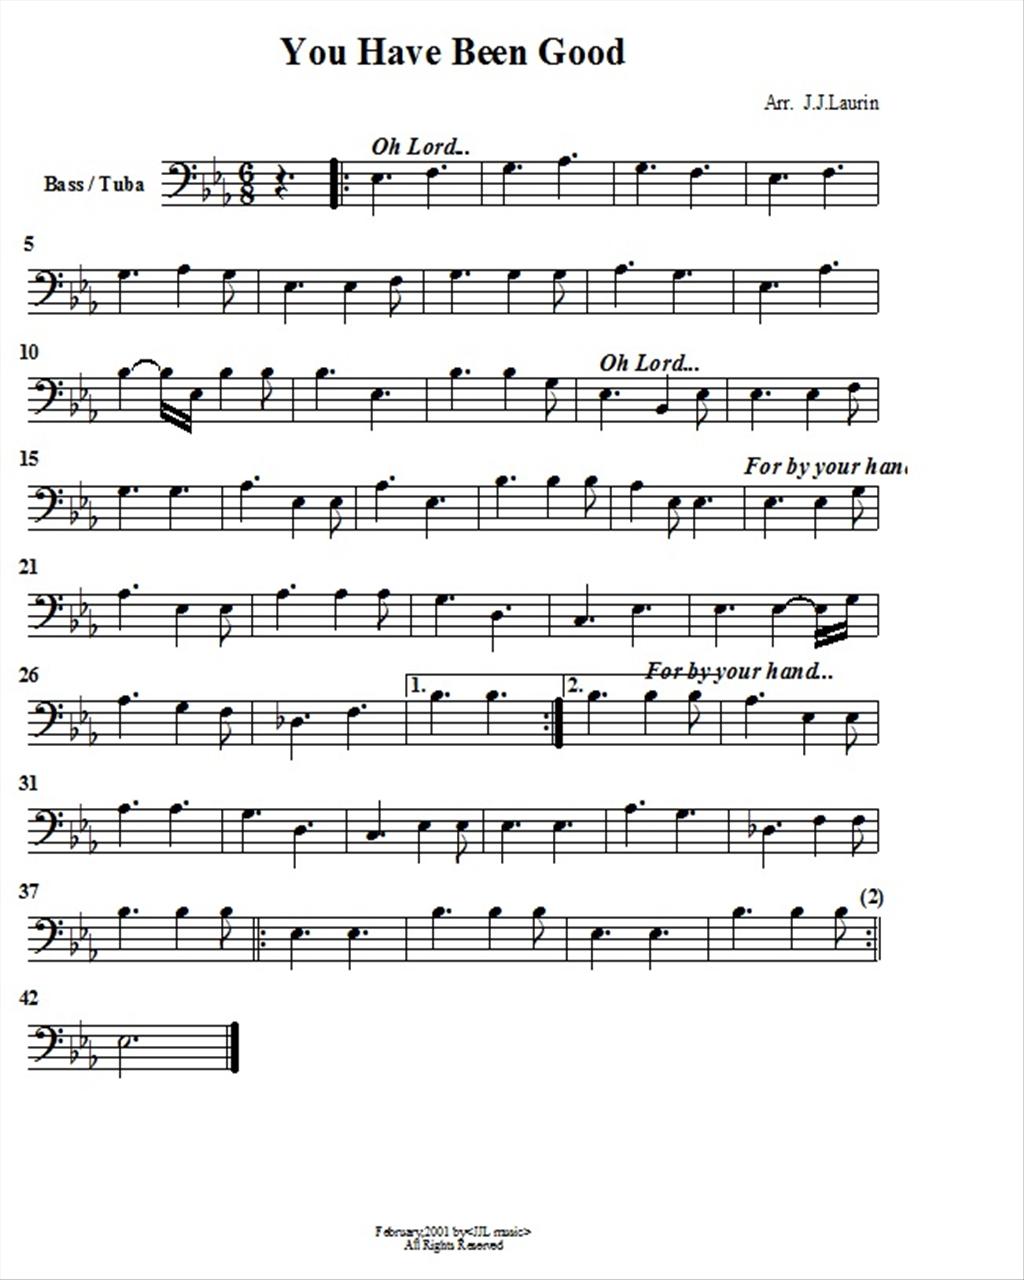 You Have Been Good
Arr. J.J.Laurin
Oh Lord...
Bass / Tuba
6
8
5
10
Oh Lord...
15
For by your han
21
26
1.
2.
For by your hand...
31
37
(2)
42
February,2001 by<JJL music>
All Rights Reserved